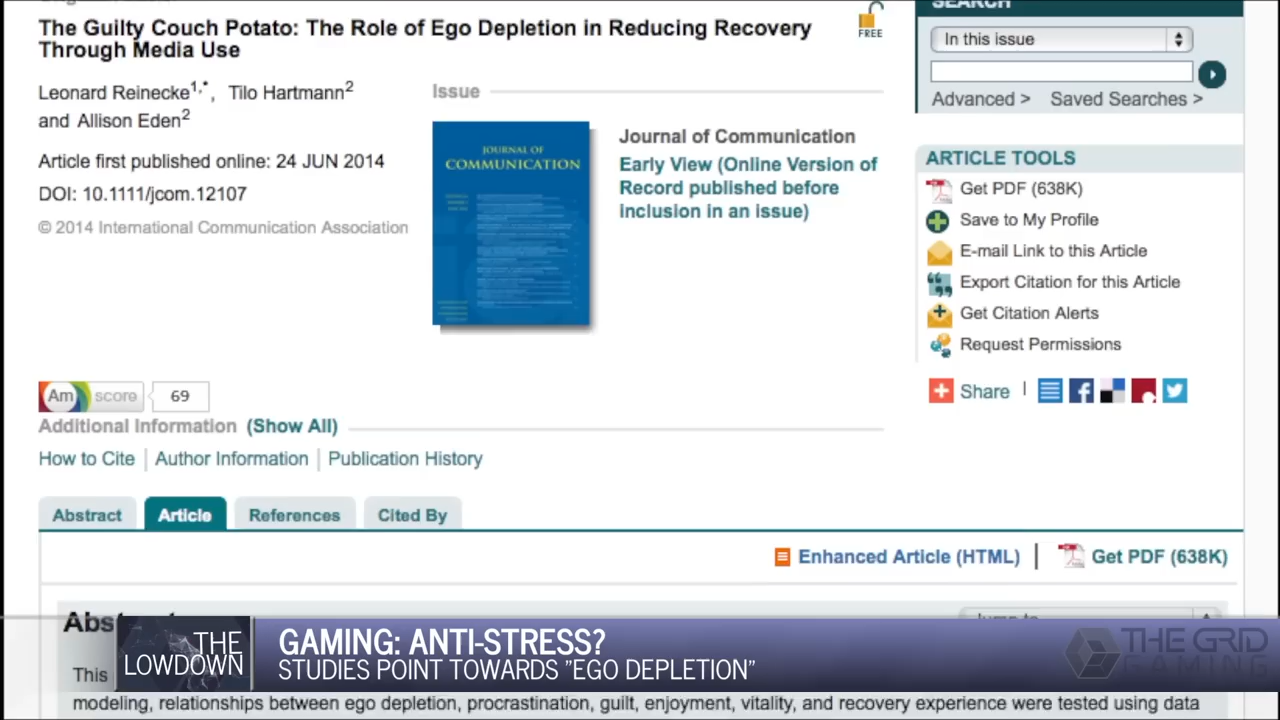 SEARCH
The Guilty Couch Potato: The Role of Ego Depletion in Reducing Recovery
Through Media Use
FREE
Leonard Reinecke1,*, Tilo Hartmann2
and Allison Eden2
Article first published online: 24 JUN 2014
DOI: 10.1111/jcom.12107
© 2014 International Communication Association
Issue
JOURNAL OF
COMMUNICATION
Journal of Communication
Early View (Online Version of
Record published before
inclusion in an issue)
In this issue
Advanced > Saved Searches >
ARTICLE TOOLS
Get PDF (638K)
Save to My Profile
E-mail Link to this Article
Export Citation for this Article
Get Citation Alerts
Request Permissions
Share
Am score 69
Additional Information (Show All)
How to Cite | Author Information | Publication History
Abstract Article References Cited By
Enhanced Article (HTML) | Get PDF (638K)
THE
LOWDOWN
GAMING: ANTI-STRESS?
STUDIES POINT TOWARDS "EGO DEPLETION"
THE GRID
GAMING
This
modeling, relationships between ego depletion, procrastination, guilt, enjoyment, vitality, and recovery experience were tested using data